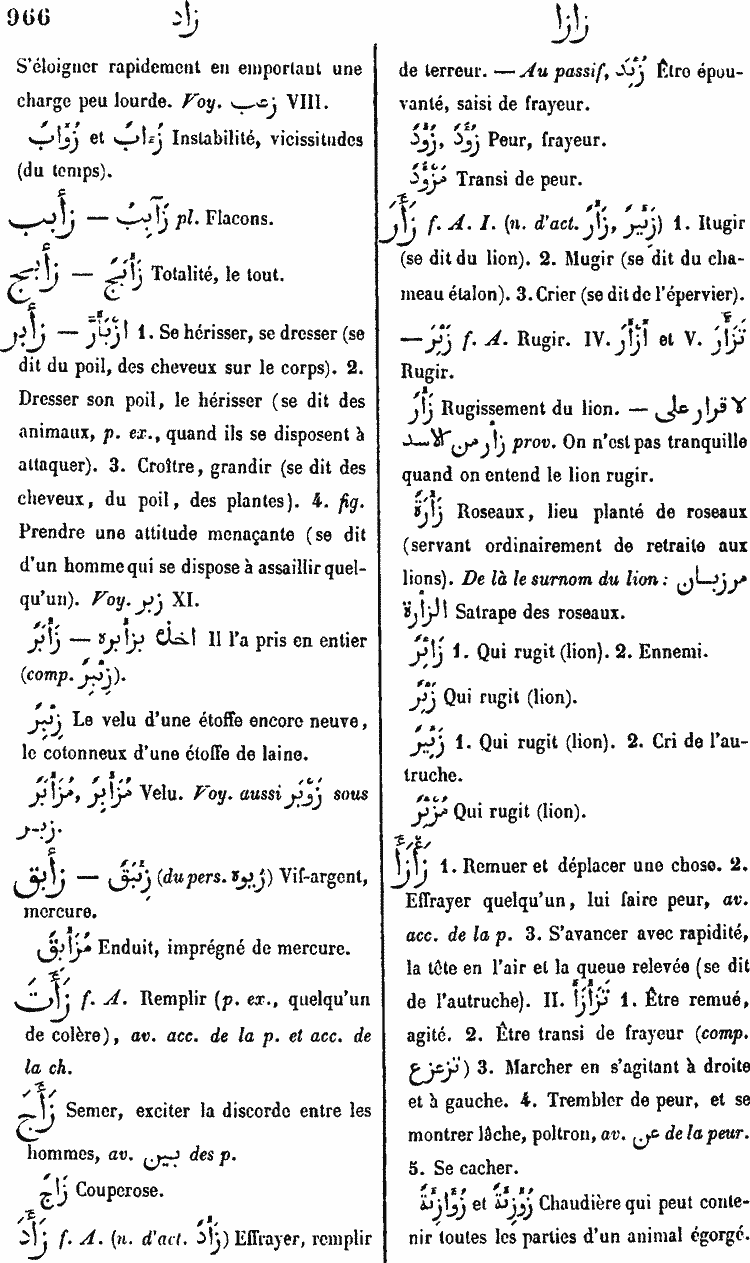 966
زاد
زازا
S'éloigner rapidement en emportant une
charge peu lourde. Voy. زعب VIII.
زُؤَابٌ et زءابٌ Instabilité, vicissitudes
(du temps).
زأيب — زَآيِبُ pl. Flacons.
زأبج — زَأْبَجٌ Totalité, le tout.
زأبر — ازْبَأَرَّ 1. Se hérisser, se dresser (se
dit du poil, des cheveux sur le corps). 2.
Dresser son poil, le hérisser (se dit des
animaux, p. ex., quand ils se disposent à
attaquer). 3. Croître, grandir (se dit des
cheveux, du poil, des plantes). 4. fig.
Prendre une attitude menaçante (se dit
d'un homme qui se dispose à assaillir quel-
qu'un). Voy. زبر XI.
زَأْبَرٌ — اخذه بزأبره Il l'a pris en entier
(comp. زِئْبِرٌ).
زِئْبِرٌ Le velu d'une étoffe encore neuve,
le cotonneux d'une étoffe de laine.
مُزَأْبَرٌ, مُزَأْبِرٌ Velu. Voy. aussi زَوْبَرٌ sous
زبر.
زأبق — زِئْبَقٌ (du pers. زيوه) Vif-argent,
mercure.
مُزَأْبَقٌ Enduit, imprégné de mercure.
زَأَتَ f. A. Remplir (p. ex., quelqu'un
de colère), av. acc. de la p. et acc. de
la ch.
زَأَجَ Semer, exciter la discorde entre les
hommes, av. بين des p.
زَاجٌ Couperose.
زَأَدَ f. A. (n. d'act. زَأْدٌ) Effrayer, remplir
de terreur. — Au passif, زُئِدَ Être épou-
vanté, saisi de frayeur.
زُؤْدٌ, زُؤُدٌ Peur, frayeur.
مَزْؤُودٌ Transi de peur.
زَأَرَ f. A. I. (n. d'act. زَأْرٌ, زَئِيرٌ) 1. Rugir
(se dit du lion). 2. Mugir (se dit du cha-
meau étalon). 3. Crier (se dit de l'épervier).
— زَئِرَ f. A. Rugir. IV. أَزْأَرَ et V. تَزَأَّرَ
Rugir.
زَأْرٌ Rugissement du lion. — لا قرار على
زأر من الاسد prov. On n'est pas tranquille
quand on entend le lion rugir.
زَأْرَةٌ Roseaux, lieu planté de roseaux
(servant ordinairement de retraite aux
lions). De là le surnom du lion : مرزبان
الزأرة Satrape des roseaux.
زَائِرٌ 1. Qui rugit (lion). 2. Ennemi.
زَئِرٌ Qui rugit (lion).
زَئِيرٌ 1. Qui rugit (lion). 2. Cri de l'au-
truche.
مُزْئِرٌ Qui rugit (lion).
زَأْزَأَ 1. Remuer et déplacer une chose. 2.
Effrayer quelqu'un, lui faire peur, av.
acc. de la p. 3. S'avancer avec rapidité,
la tête en l'air et la queue relevée (se dit
de l'autruche). II. تَزَأْزَأَ 1. Être remué,
agité. 2. Être transi de frayeur (comp.
تزعزع) 3. Marcher en s'agitant à droite
et à gauche. 4. Trembler de peur, et se
montrer lâche, poltron, av. عن de la peur.
5. Se cacher.
زُؤَازِئَةٌ et زُؤَزِئَةٌ Chaudière qui peut conte-
nir toutes les parties d'un animal égorgé.